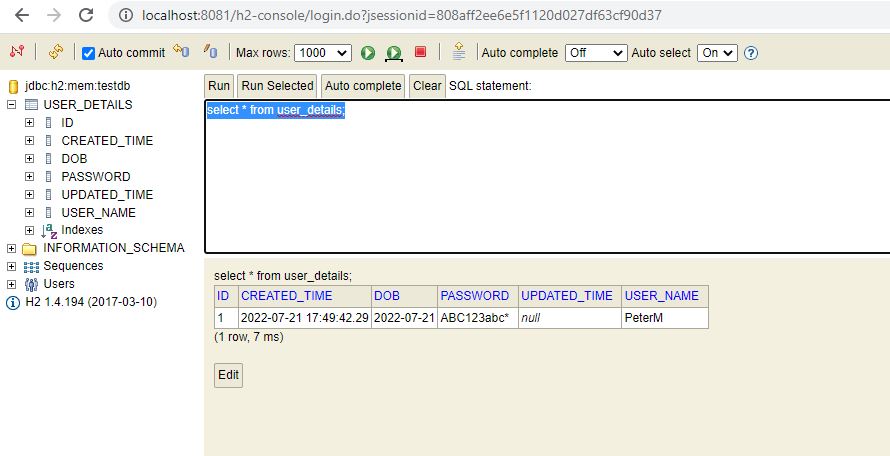 localhost:8081/h2-console/login.do?jsessionid=808aff2ee6e5f1120d027df63cf90d37
Auto commit Max rows: 1000 Auto complete Off Auto select On ?
jdbc:h2:mem:testdb
USER_DETAILS
ID
CREATED_TIME
DOB
PASSWORD
UPDATED_TIME
USER_NAME
Indexes
INFORMATION_SCHEMA
Sequences
Users
H2 1.4.194 (2017-03-10)
Run Run Selected Auto complete Clear SQL statement:
select * from user_details;
select * from user_details;
ID CREATED_TIME DOB PASSWORD UPDATED_TIME USER_NAME
1 2022-07-21 17:49:42.29 2022-07-21 ABC123abc* null PeterM
(1 row, 7 ms)
Edit